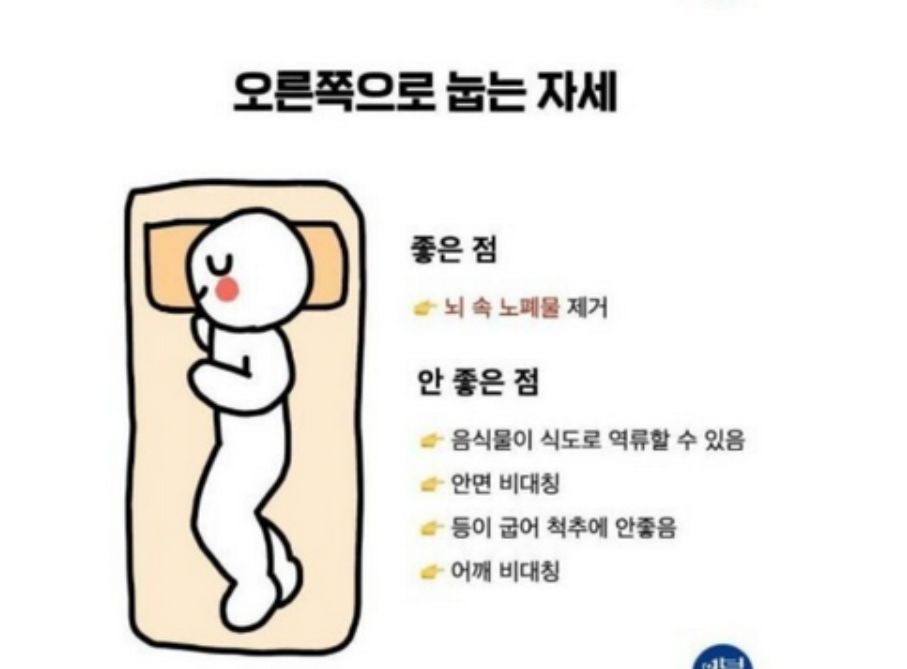 오른쪽으로 눕는 자세
좋은 점
👉 뇌 속 노폐물 제거
안 좋은 점
👉 음식물이 식도로 역류할 수 있음
👉 안면 비대칭
👉 등이 굽어 척추에 안좋음
👉 어깨 비대칭